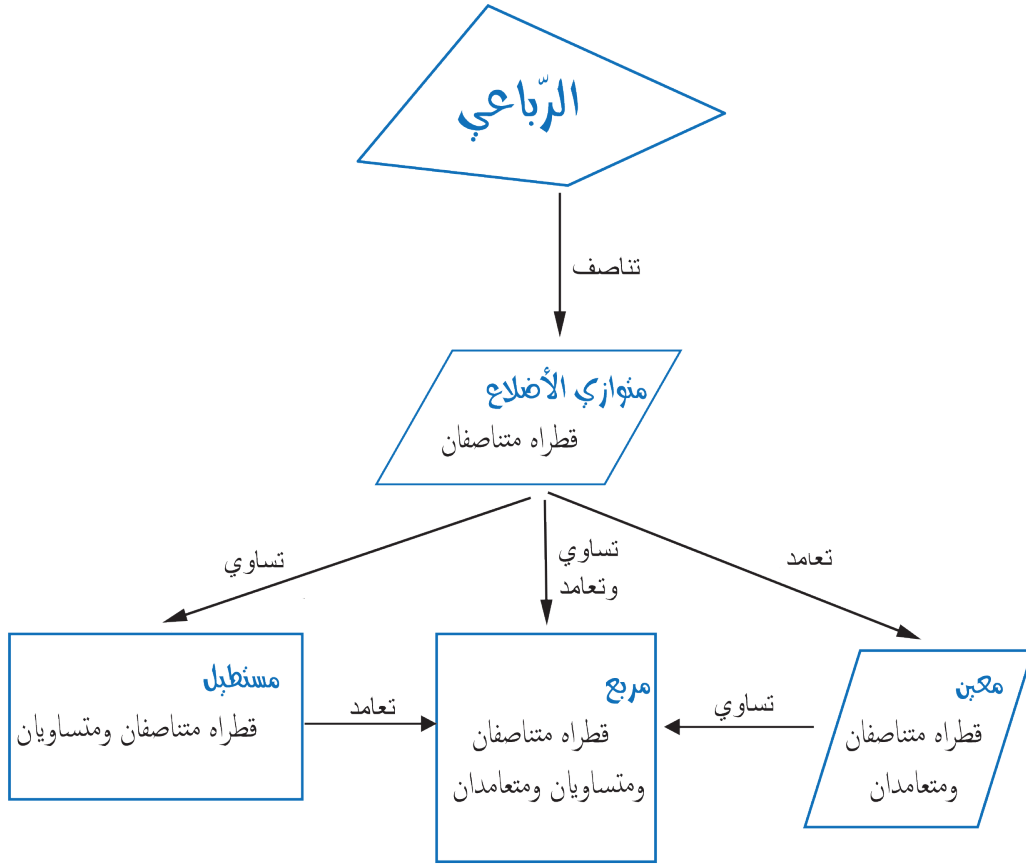 الرّباعي
تناصف
متوازي الأضلاع
قطراه متناصفان
تعامد
تساوي
وتعامد
تساوي
معين
قطراه متناصفان
ومتعامدان
تساوي
مربع
قطراه متناصفان
ومتساويان ومتعامدان
تعامد
مستطيل
قطراه متناصفان ومتساويان